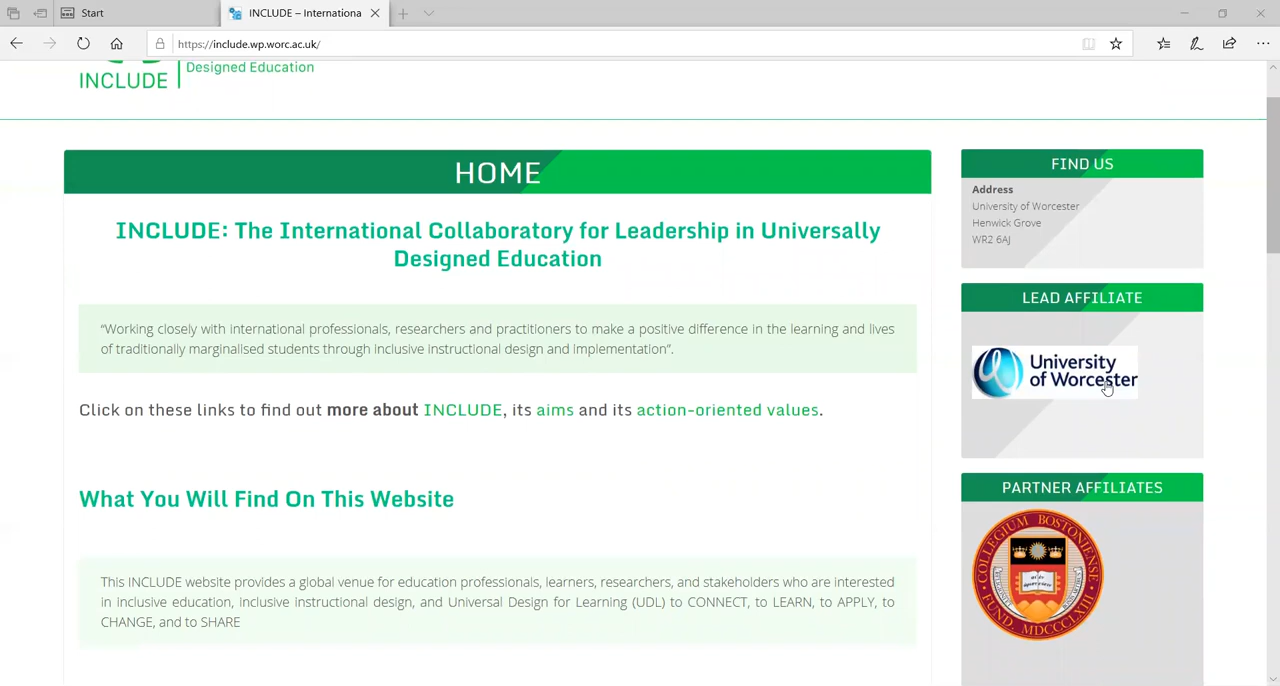 Start
INCLUDE – Internationa
https://include.wp.worc.ac.uk/
INCLUDE
Designed Education
HOME
INCLUDE: The International Collaboratory for Leadership in Universally
Designed Education
“Working closely with international professionals, researchers and practitioners to make a positive difference in the learning and lives
of traditionally marginalised students through inclusive instructional design and implementation”.
Click on these links to find out more about INCLUDE, its aims and its action-oriented values.
What You Will Find On This Website
This INCLUDE website provides a global venue for education professionals, learners, researchers, and stakeholders who are interested
in inclusive education, inclusive instructional design, and Universal Design for Learning (UDL) to CONNECT, to LEARN, to APPLY, to
CHANGE, and to SHARE
FIND US
Address
University of Worcester
Henwick Grove
WR2 6AJ
LEAD AFFILIATE
University
of Worcester
PARTNER AFFILIATES
COLLEGIUM BOSTONIENSE
FUND. MDCCCLXIII